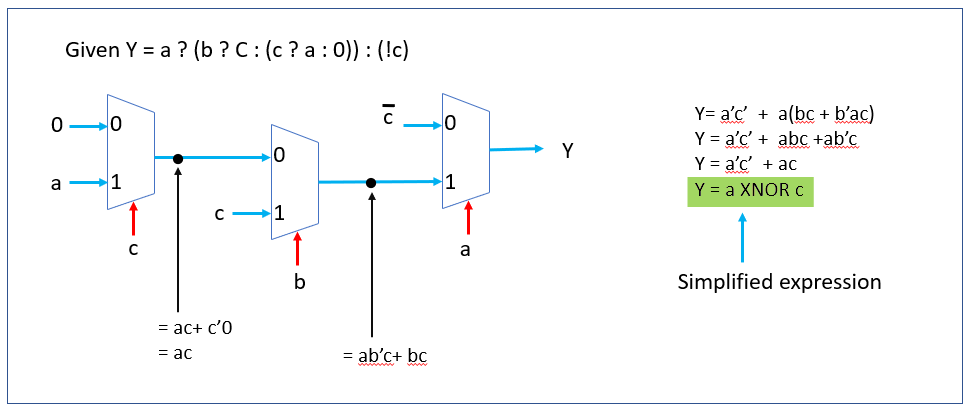 Given Y = a ? (b ? C : (c ? a : 0)) : (!c)
0
0
a
1
c
0
c
1
b
c̅
0
1
a
Y
= ac+ c’0
= ac
= ab’c+ bc
Y= a’c’ + a(bc + b’ac)
Y = a’c’ + abc +ab’c
Y = a’c’ + ac
Y = a XNOR c
Simplified expression